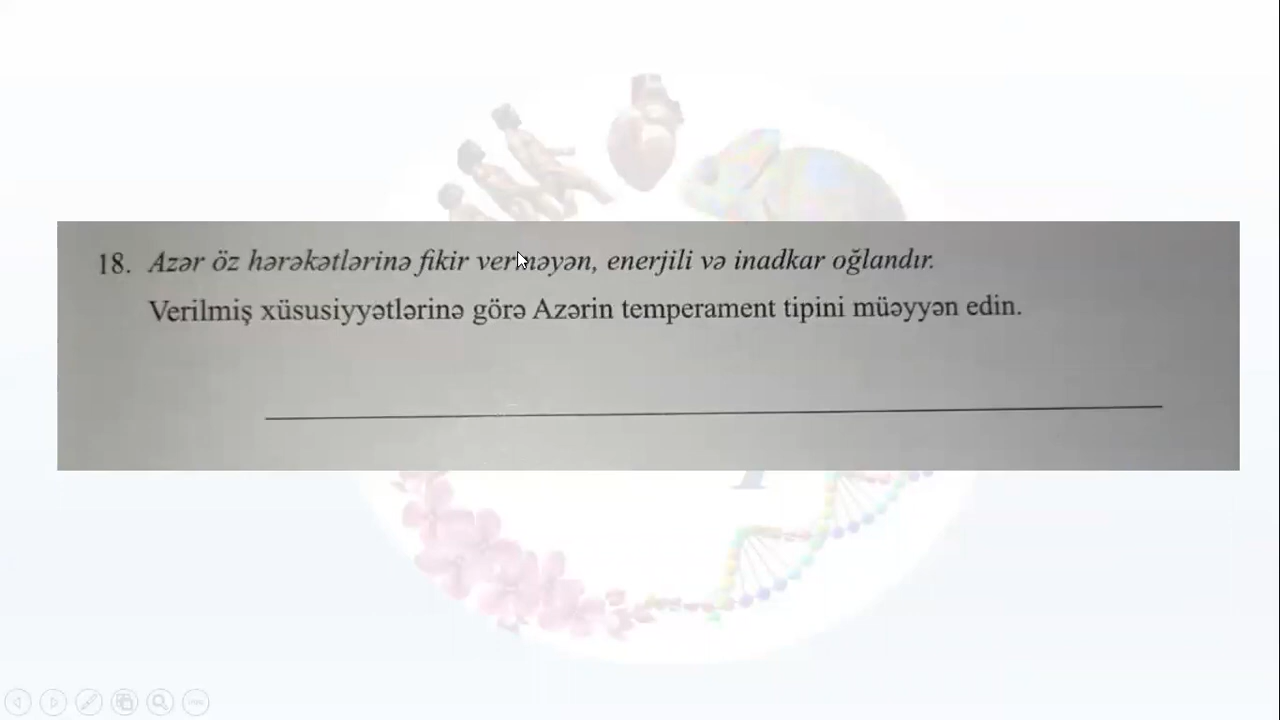 18. Azər öz hərəkətlərinə fikir verməyən, enerjili və inadkar oğlandır.
Verilmiş xüsusiyyətlərinə görə Azərin temperament tipini müəyyən edin.